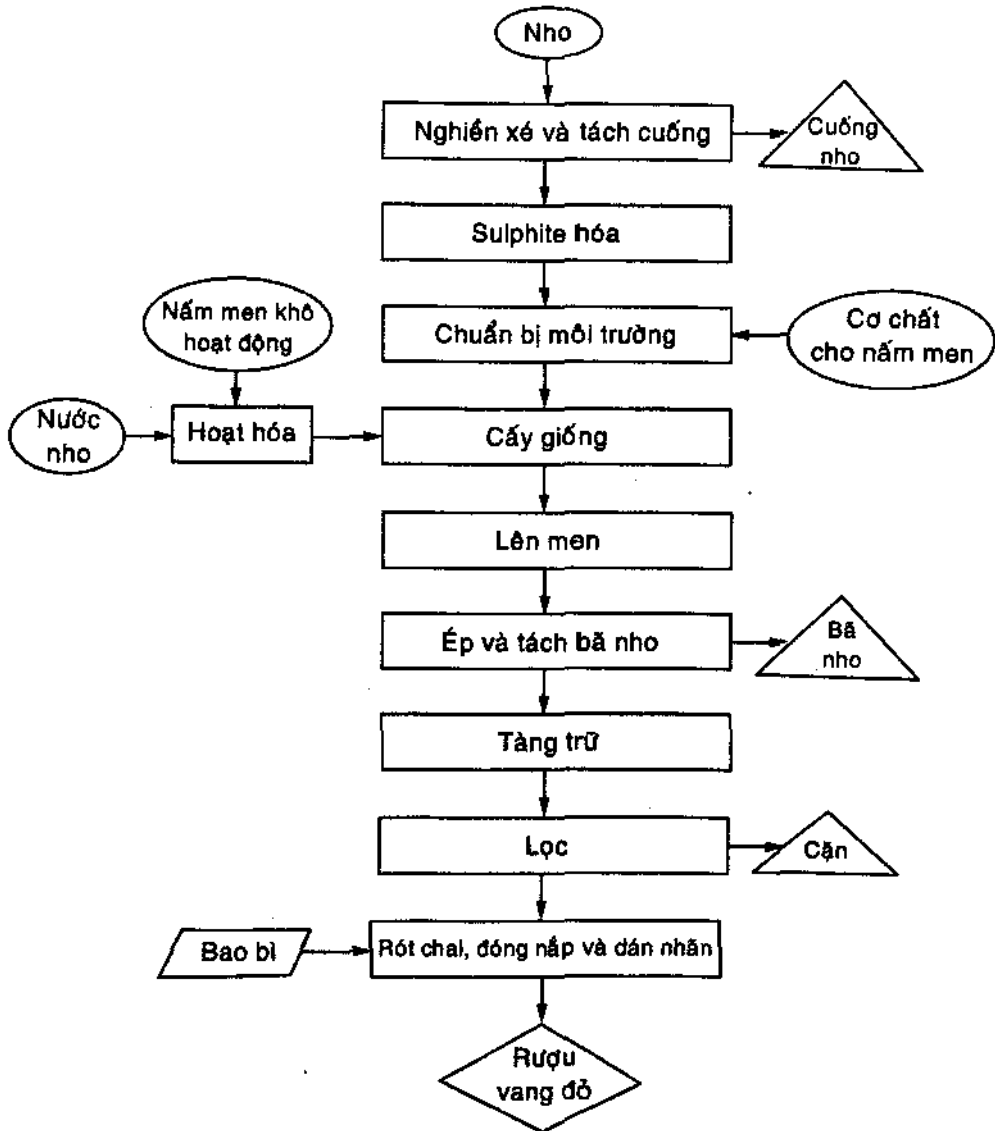 Nho
Nghiền xé và tách cuống
Cuống
nho
Sulphite hóa
Nấm men khô
hoạt động
Chuẩn bị môi trường
Cơ chất
cho nấm men
Nước
nho
Hoạt hóa
Cấy giống
Lên men
Ép và tách bã nho
Bã
nho
Tàng trữ
Lọc
Cặn
Bao bì
Rót chai, đóng nắp và dán nhãn
Rượu
vang đỏ